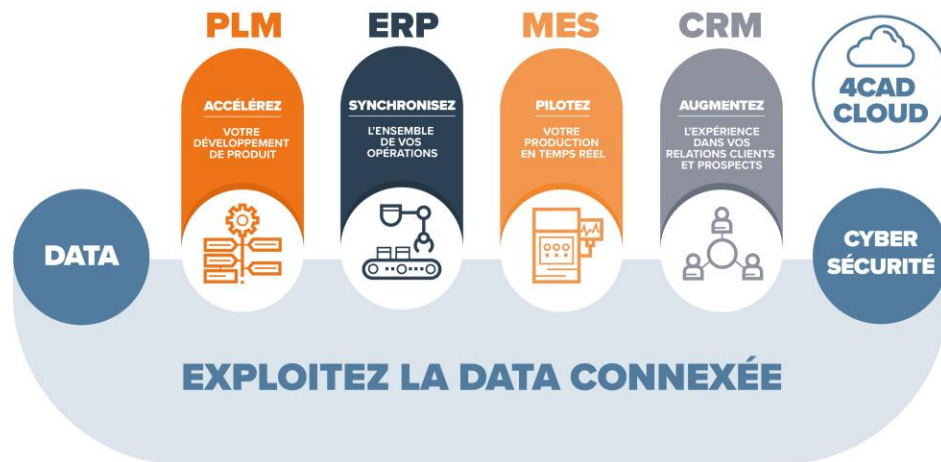 PLM
ERP
MES
CRM
4CAD
CLOUD
ACCÉLÉREZ
VOTRE
DÉVELOPPEMENT
DE PRODUIT
SYNCHRONISEZ
L'ENSEMBLE
DE VOS
OPÉRATIONS
PILOTEZ
VOTRE
PRODUCTION
EN TEMPS RÉEL
AUGMENTEZ
L'EXPÉRIENCE
DANS VOS
RELATIONS CLIENTS
ET PROSPECTS
DATA
CYBER
SÉCURITÉ
EXPLOITEZ LA DATA CONNEXÉE